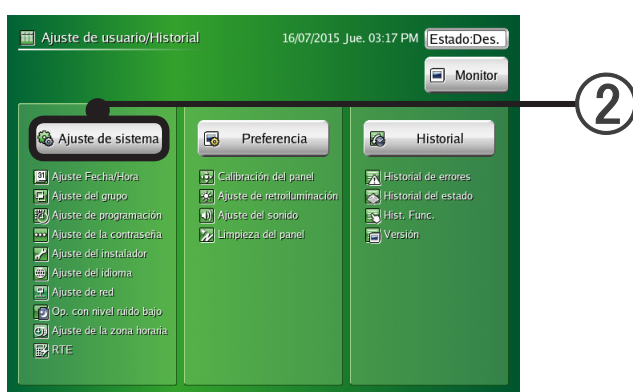 Ajuste de usuario/Historial 16/07/2015 Jue. 03:17 PM Estado:Des.
Monitor
2
Ajuste de sistema
Ajuste Fecha/Hora
Ajuste del grupo
Ajuste de programación
Ajuste de la contraseña
Ajuste del instalador
Ajuste del idioma
Ajuste de red
Op. con nivel ruido bajo
Ajuste de la zona horaria
RTE
Preferencia
Calibración del panel
Ajuste de retroiluminación
Ajuste del sonido
Limpieza del panel
Historial
Historial de errores
Historial del estado
Hist. Func.
Versión